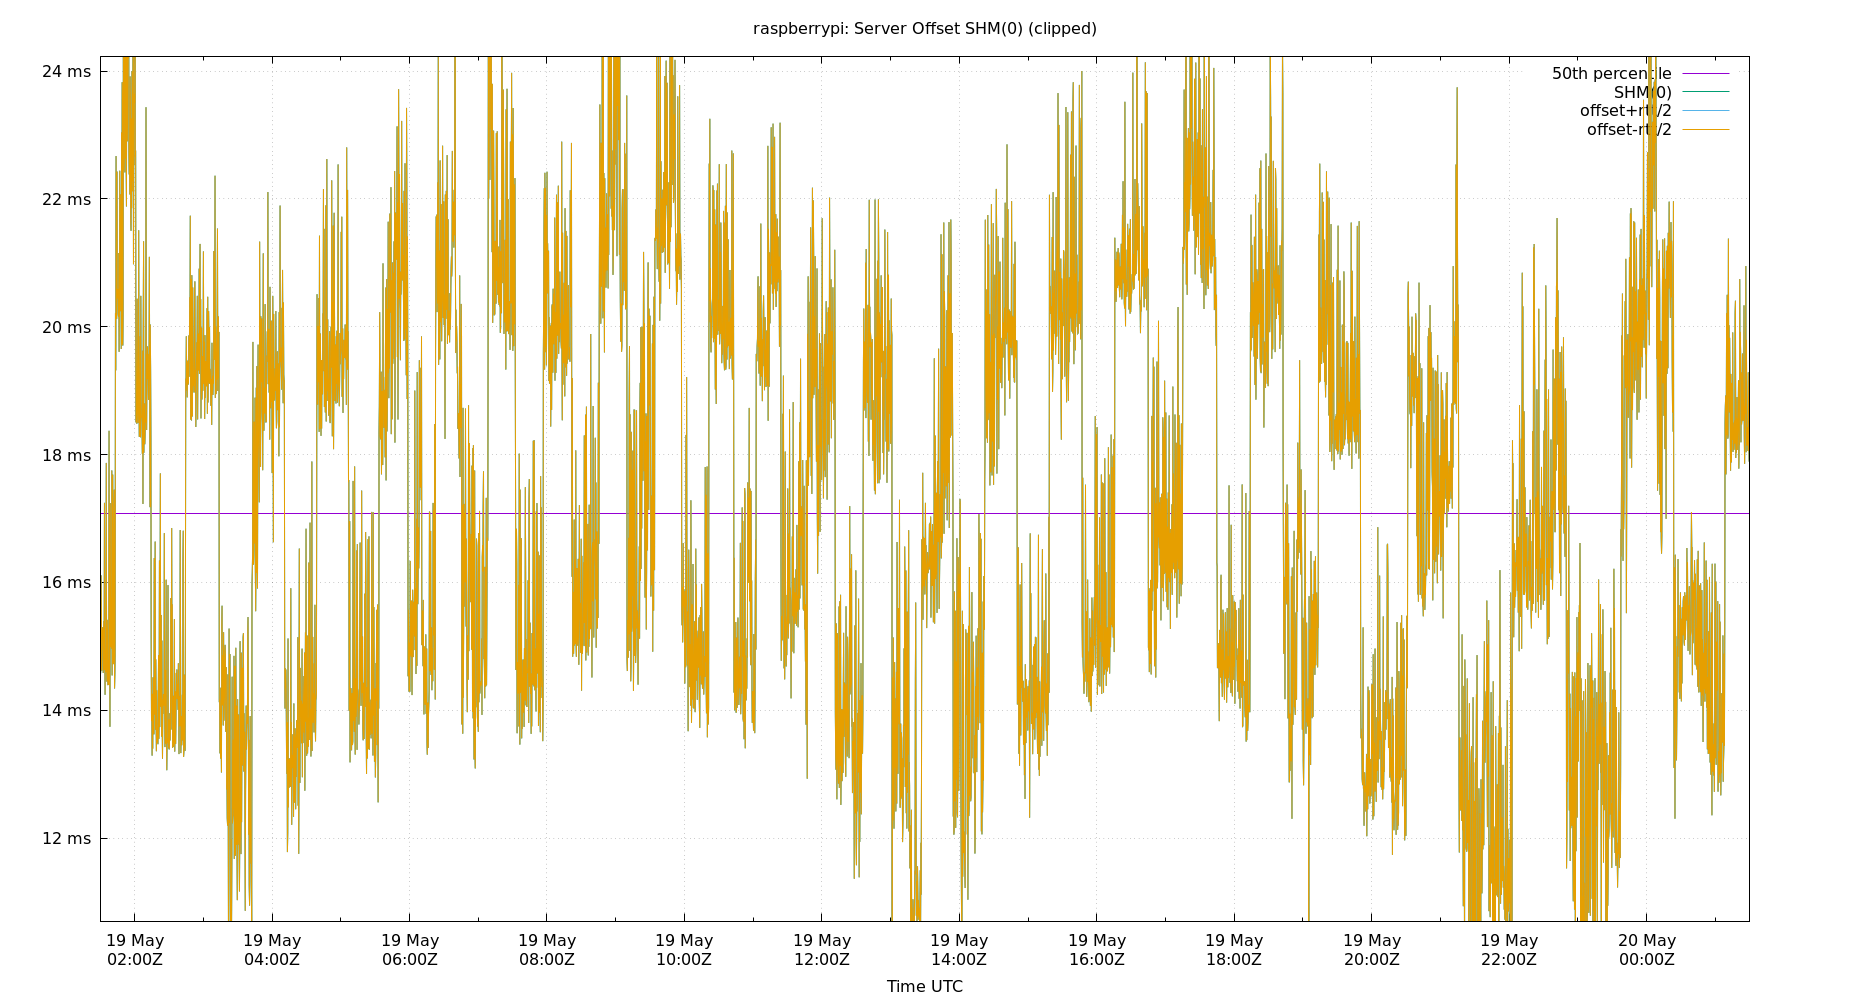 raspberrypi: Server Offset SHM(0) (clipped)
24 ms
22 ms
20 ms
18 ms
16 ms
14 ms
12 ms
50th percentile
SHM(0)
offset+rtt/2
offset-rtt/2
19 May 19 May 19 May 19 May 19 May 19 May 19 May 19 May 19 May 19 May 19 May 20 May
02:00Z 04:00Z 06:00Z 08:00Z 10:00Z 12:00Z 14:00Z 16:00Z 18:00Z 20:00Z 22:00Z 00:00Z
Time UTC